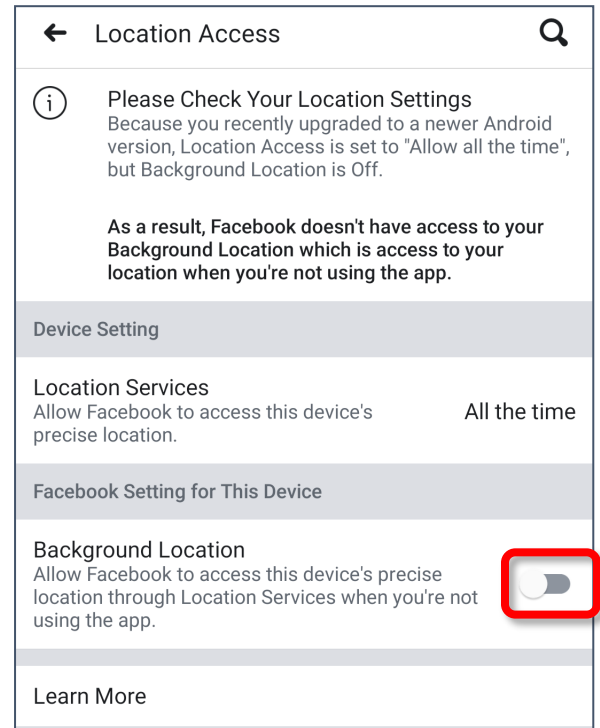 Location Access
Please Check Your Location Settings
Because you recently upgraded to a newer Android
version, Location Access is set to "Allow all the time",
but Background Location is Off.
As a result, Facebook doesn't have access to your
Background Location which is access to your
location when you're not using the app.
Device Setting
Location Services
Allow Facebook to access this device's
precise location.
All the time
Facebook Setting for This Device
Background Location
Allow Facebook to access this device's precise
location through Location Services when you're not
using the app.
Learn More